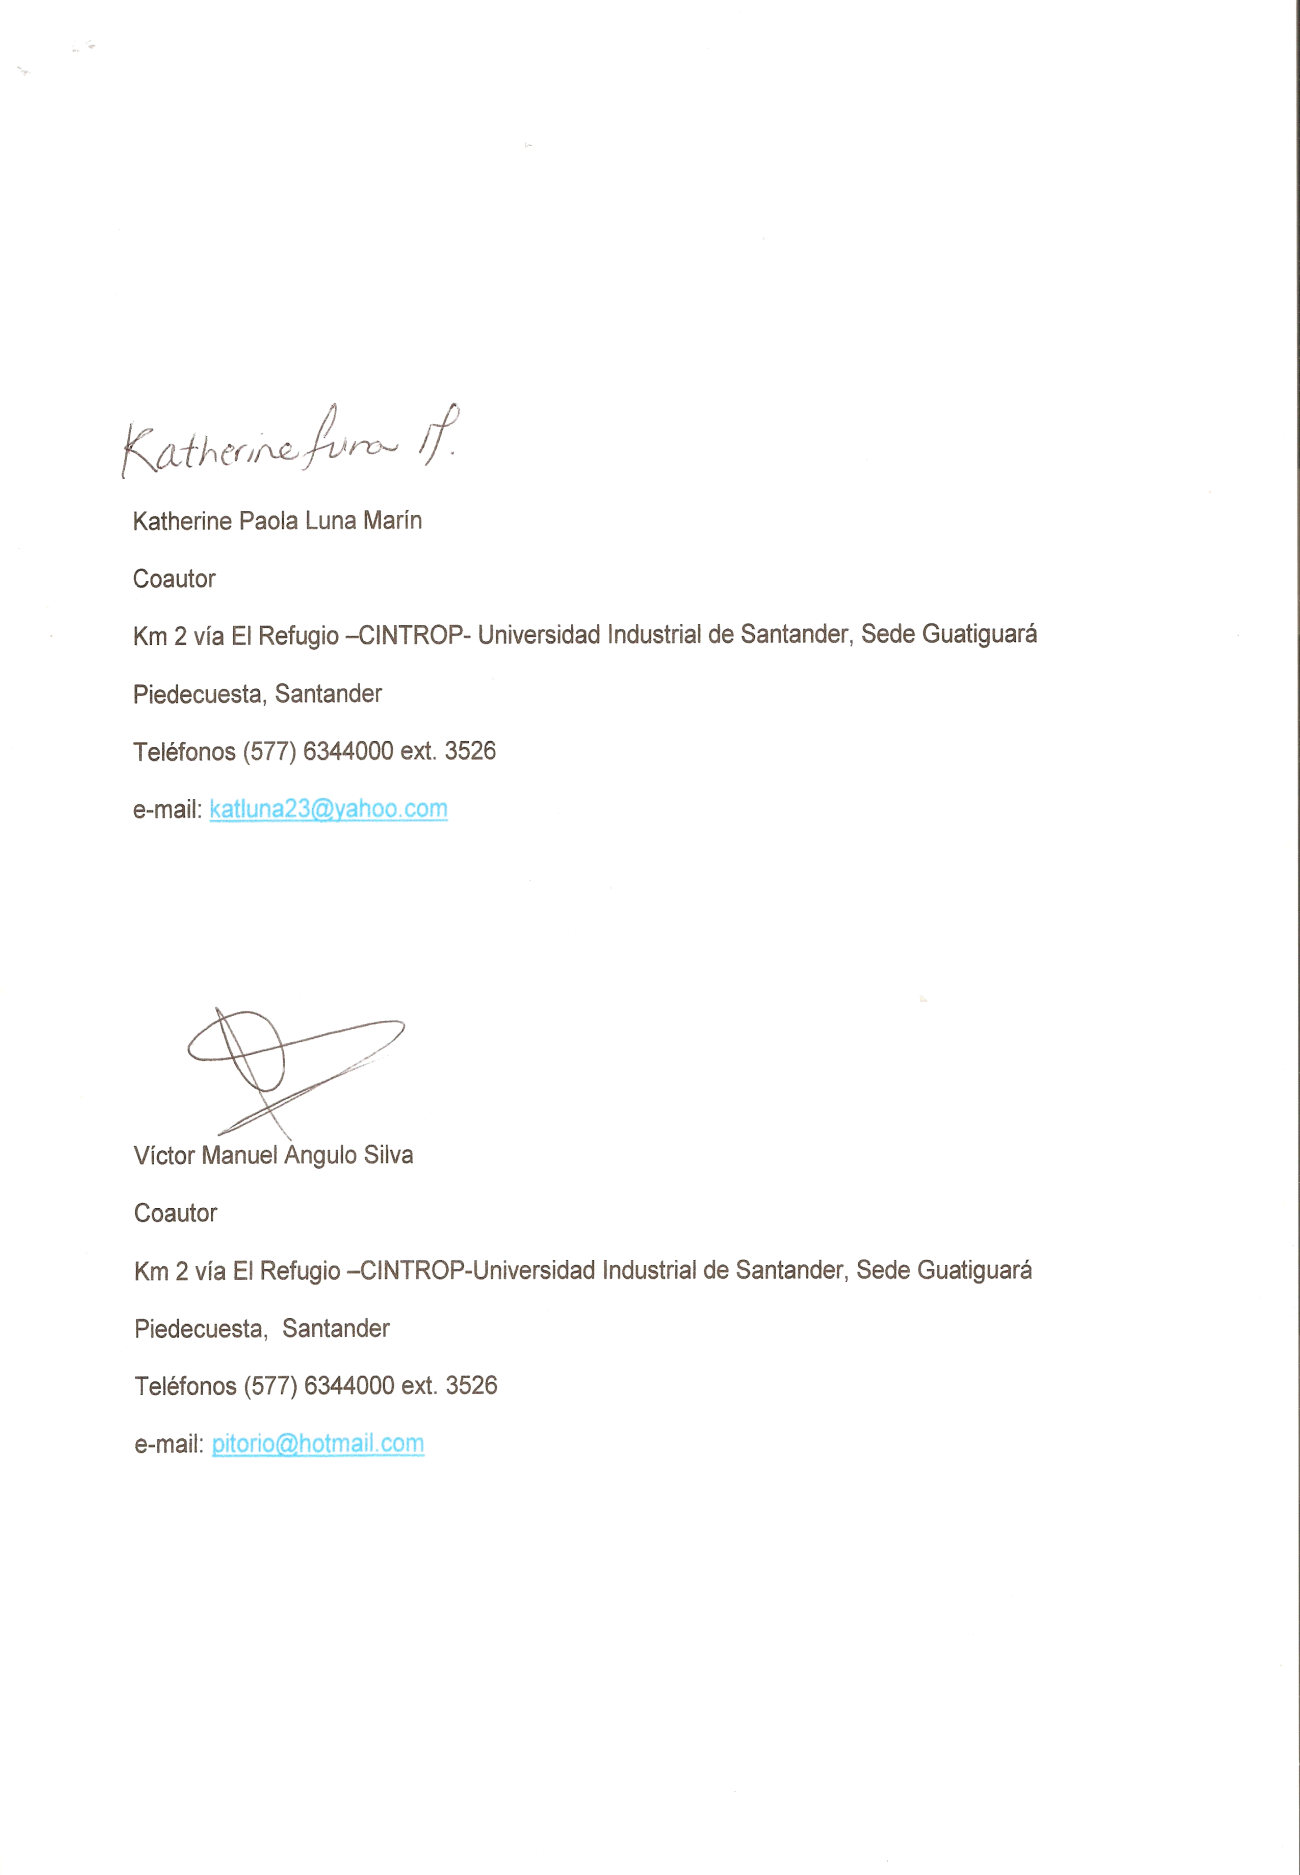 Katherine Luna M.
Katherine Paola Luna Marín
Coautor
Km 2 vía El Refugio –CINTROP- Universidad Industrial de Santander, Sede Guatiguará
Piedecuesta, Santander
Teléfonos (577) 6344000 ext. 3526
e-mail: katluna23@yahoo.com
Víctor Manuel Ángulo Silva
Coautor
Km 2 vía El Refugio –CINTROP-Universidad Industrial de Santander, Sede Guatiguará
Piedecuesta,  Santander
Teléfonos (577) 6344000 ext. 3526
e-mail: pitorio@hotmail.com